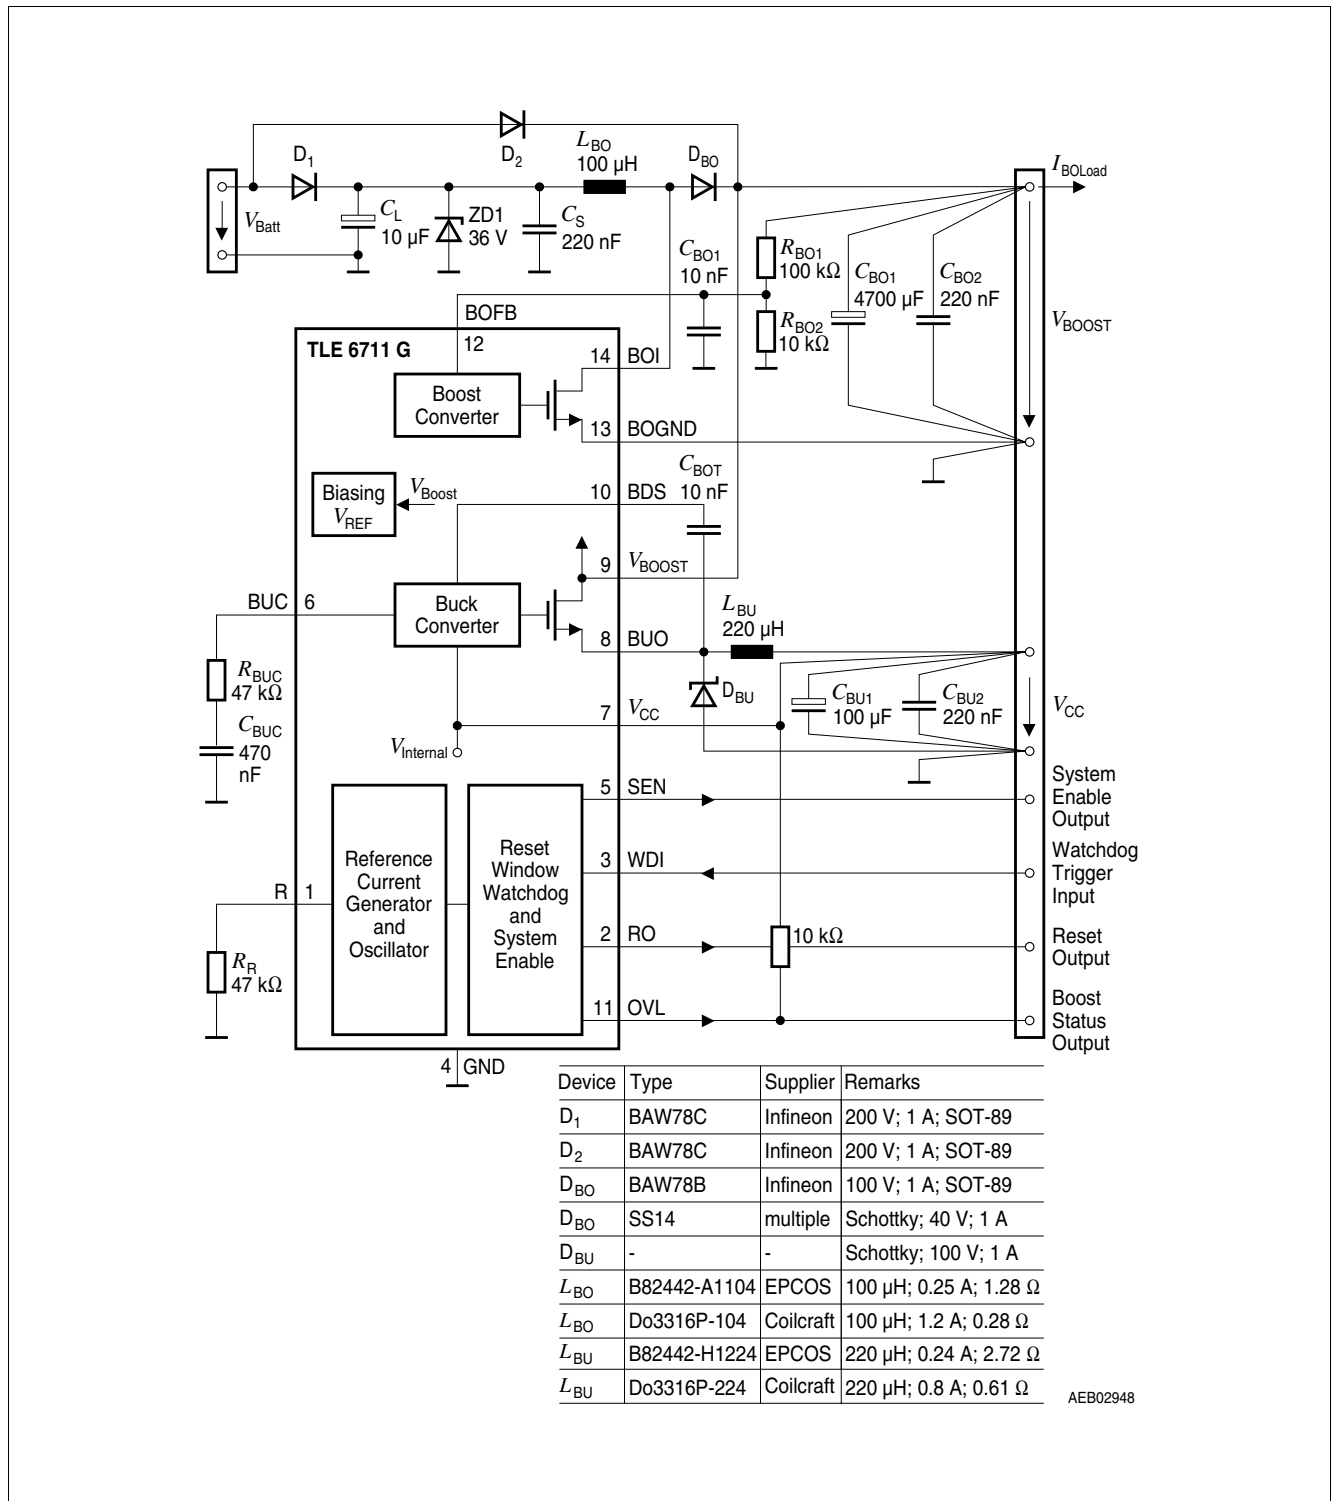 D1
D2
LBO
100 µH
DBO
IBOLoad
VBatt
CL
10 µF
ZD1
36 V
CS
220 nF
CBO1
10 nF
RBO1
100 kΩ
CBO1
4700 µF
CBO2
220 nF
RBO2
10 kΩ
VBOOST
BOFB
12
TLE 6711 G
14 BOI
Boost
Converter
13 BOGND
CBOT
10 nF
Biasing
VREF
VBoost
10 BDS
9 VBOOST
BUC 6
Buck
Converter
LBU
220 µH
8 BUO
RBUC
47 kΩ
DBU
CBU1
100 µF
CBU2
220 nF
VCC
CBUC
470
nF
7 VCC
VInternal
5 SEN
System
Enable
Output
Reference
Current
Generator
and
Oscillator
Reset
Window
Watchdog
and
System
Enable
3 WDI
Watchdog
Trigger
Input
R 1
2 RO
10 kΩ
Reset
Output
RR
47 kΩ
11 OVL
Boost
Status
Output
4 GND
Device Type Supplier Remarks
D1 BAW78C Infineon 200 V; 1 A; SOT-89
D2 BAW78C Infineon 200 V; 1 A; SOT-89
DBO BAW78B Infineon 100 V; 1 A; SOT-89
DBO SS14 multiple Schottky; 40 V; 1 A
DBU - - Schottky; 100 V; 1 A
LBO B82442-A1104 EPCOS 100 µH; 0.25 A; 1.28 Ω
LBO Do3316P-104 Coilcraft 100 µH; 1.2 A; 0.28 Ω
LBU B82442-H1224 EPCOS 220 µH; 0.24 A; 2.72 Ω
LBU Do3316P-224 Coilcraft 220 µH; 0.8 A; 0.61 Ω
AEB02948